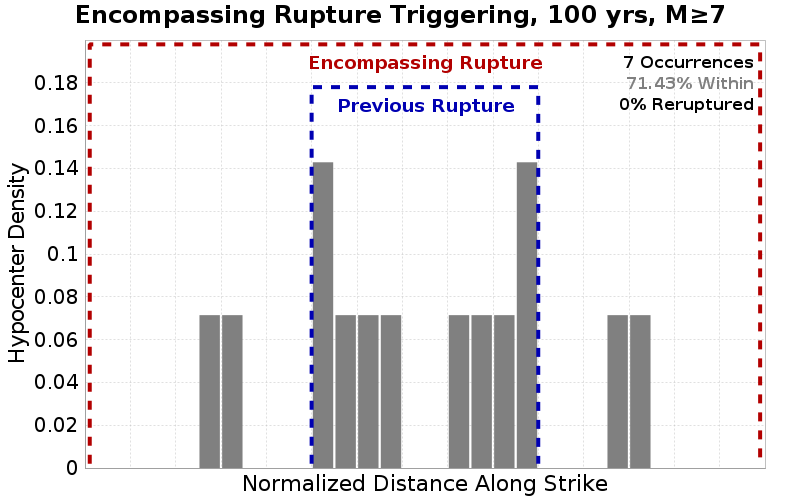 Encompassing Rupture Triggering, 100 yrs, M≥7
Encompassing Rupture
7 Occurrences
71.43% Within
0% Reruptured
Previous Rupture
Hypocenter Density
0.18
0.16
0.14
0.12
0.1
0.08
0.06
0.04
0.02
0
Normalized Distance Along Strike